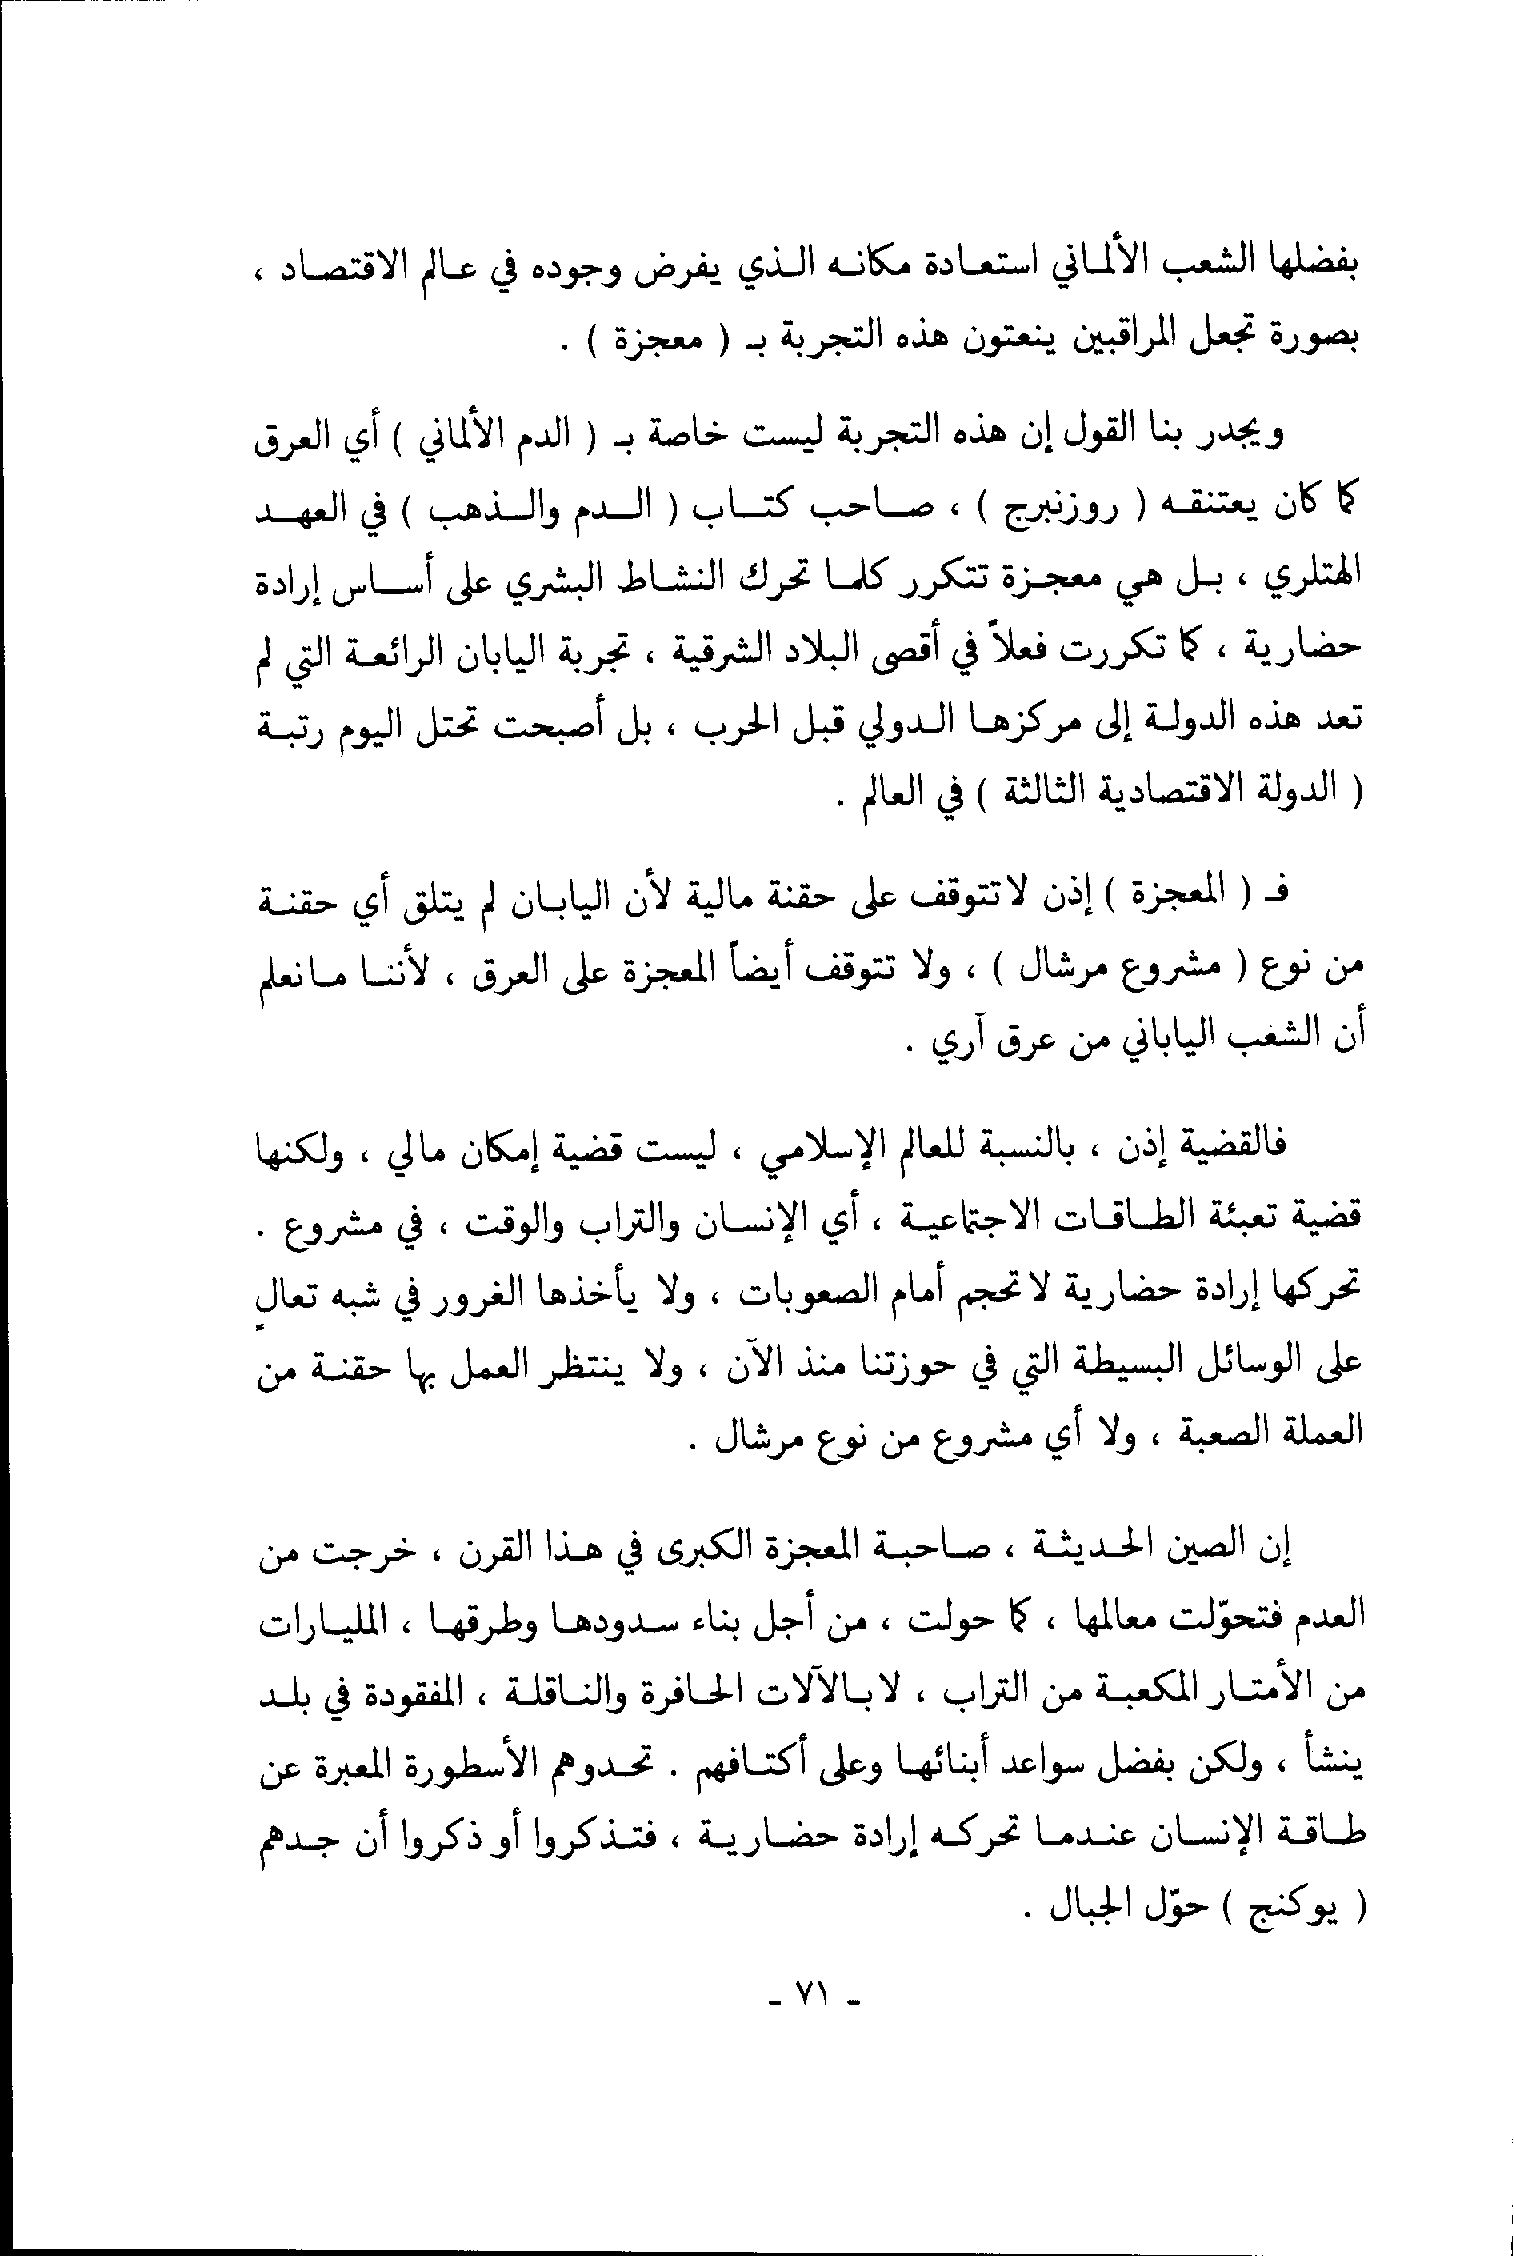 بفضلها الشعب الألماني استعادة مكانه الذي يفرض وجوده في عالم الاقتصاد ،
بصورة تجعل المراقبين ينعتون هذه التجربة بـ ( معجزة ) .
ويجدر بنا القول إن هذه التجربة ليست خاصة بـ ( الدم الألماني ) أي العرق
كما كان يعتنقه ( روزنبرج ) ، صاحب كتاب ( الدم والذهب ) في العهد
الهتلري ، بل هي معجزة تتكرر كلما تحرك النشاط البشري على أساس إرادة
حضارية ، كما تكررت فعلاً في أقصى البلاد الشرقية ، تجربة اليابان الرائعة التي لم
تعد هذه الدولة إلى مركزها الدولي قبل الحرب ، بل أصبحت تحتل اليوم رتبة
( الدولة الاقتصادية الثالثة ) في العالم .
فـ ( المعجزة ) إذن لا تتوقف على حقنة مالية لأن اليابان لم يتلق أي حقنة
من نوع ( مشروع مرشال ) ، ولا تتوقف أيضاً المعجزة على العرق ، لأننا مانعلم
أن الشعب الياباني من عرق آري .
فالقضية إذن ، بالنسبة للعالم الإسلامي ، ليست قضية إمكان مالي ، ولكنها
قضية تعبئة الطاقات الاجتماعية ، أي الإنسان والتراب والوقت ، في مشروع .
تحركها إرادة حضارية لا تحجم أمام الصعوبات ، ولا يأخذها الغرور في شبه تعالٍ
على الوسائل البسيطة التي في حوزتنا منذ الآن ، ولا ينتظر العمل بها حقنة من
العملة الصعبة ، ولا أي مشروع من نوع مرشال .
إن الصين الحديثة ، صاحبة المعجزة الكبرى في هذا القرن ، خرجت من
العدم فتحوّلت معالمها ، كما حولت ، من أجل بناء سدودها وطرقها ، المليارات
من الأمتار المكعبة من التراب ، لا بالآلات الحافرة والناقلة ، المفقودة في بلد
ينشأ ، ولكن بفضل سواعد أبنائها وعلى أكتافهم . تحدوهم الأسطورة المعبرة عن
طاقة الإنسان عندما تحركه إرادة حضارية ، فتذكروا أو ذكروا أن جدهم
( يوكنج ) حوّل الجبال .
- ٧١ -